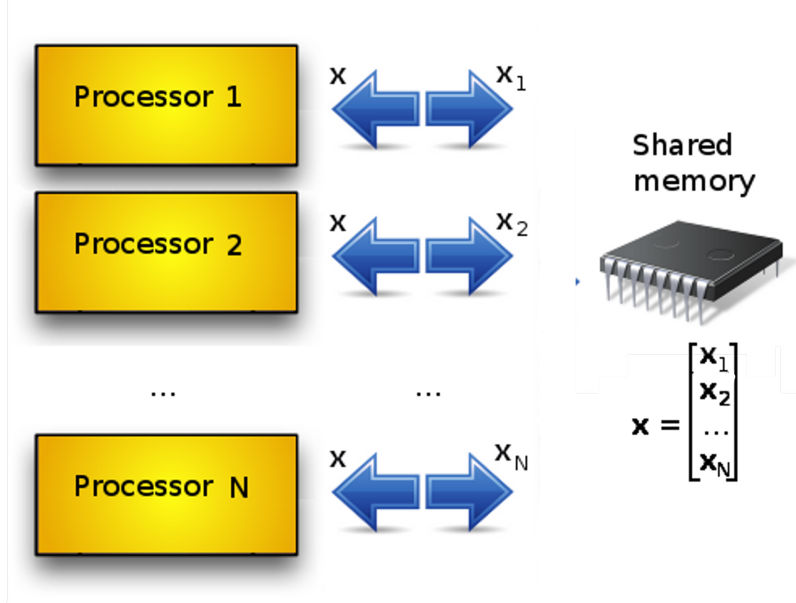 Processor 1
x
x1
Processor 2
x
x2
...
...
Processor N
x
xN
Shared
memory
x =
x1
x2
...
xN